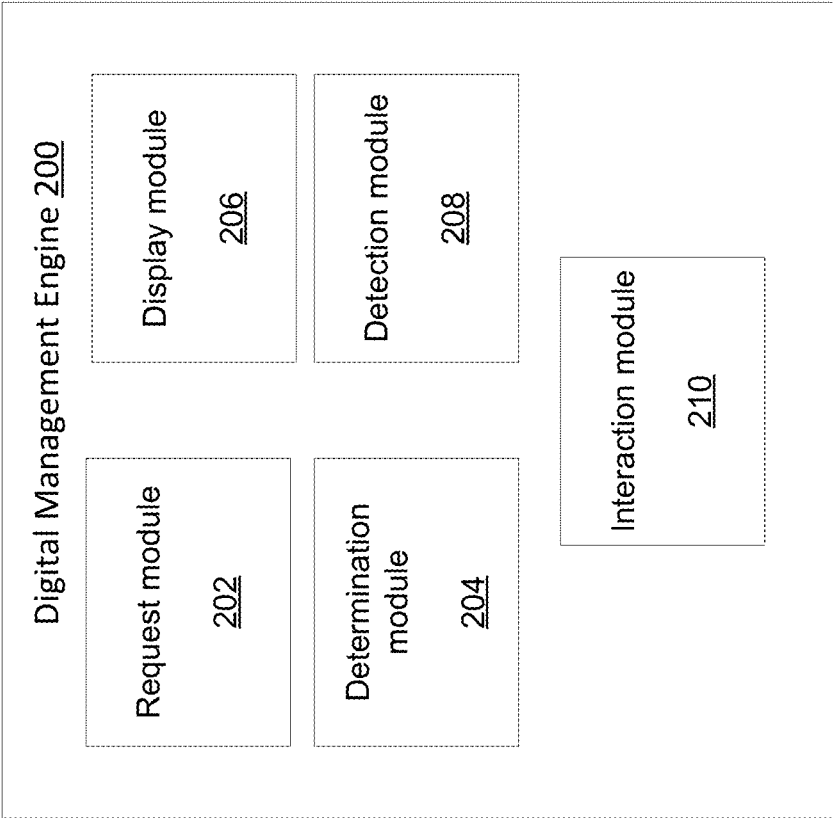 Digital Management Engine 200
Request module
202
Display module
206
Determination
module
204
Detection module
208
Interaction module
210